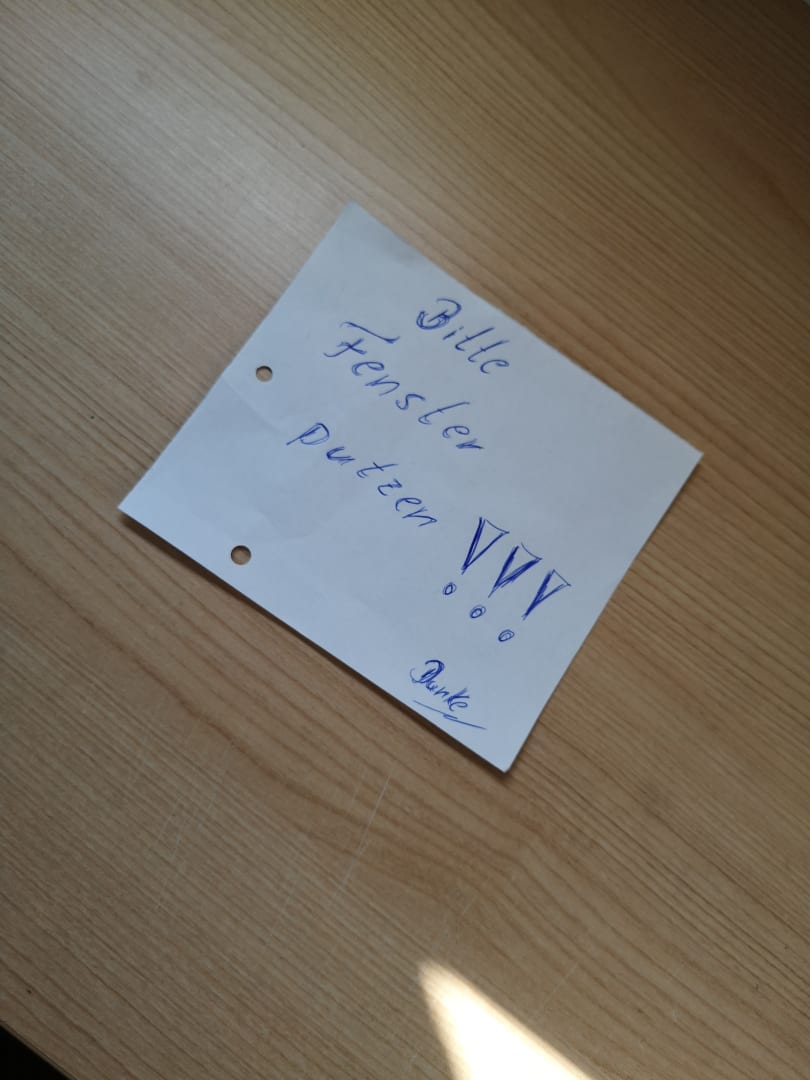 Bitte
Fenster
putzen !!!
Danke